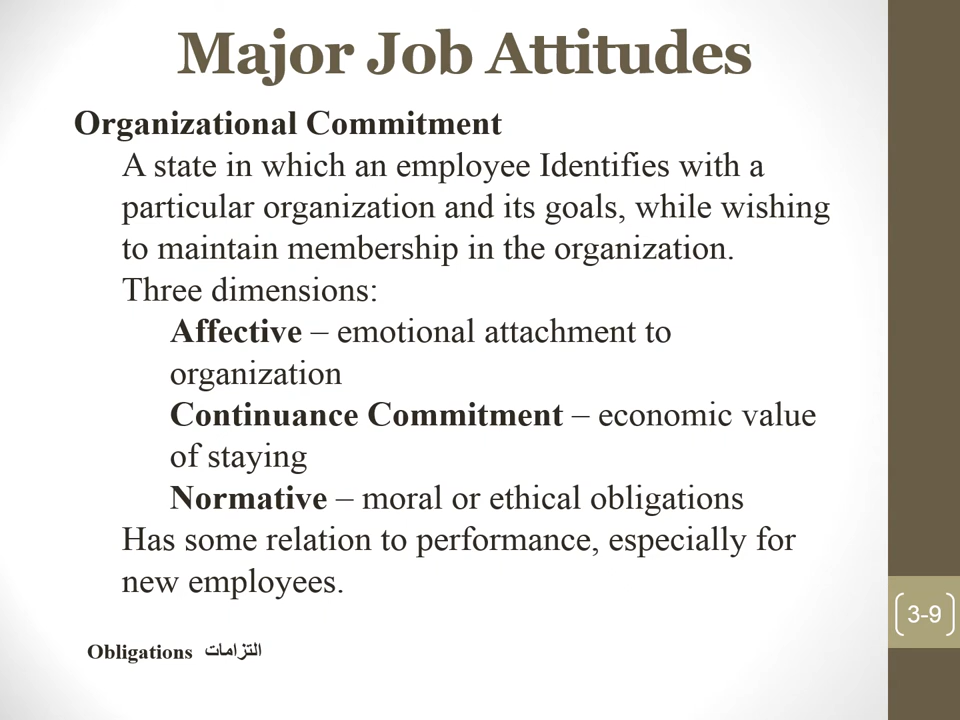 Major Job Attitudes
Organizational Commitment
A state in which an employee Identifies with a
particular organization and its goals, while wishing
to maintain membership in the organization.
Three dimensions:
Affective – emotional attachment to
organization
Continuance Commitment – economic value
of staying
Normative – moral or ethical obligations
Has some relation to performance, especially for
new employees.
3-9
Obligations التزامات